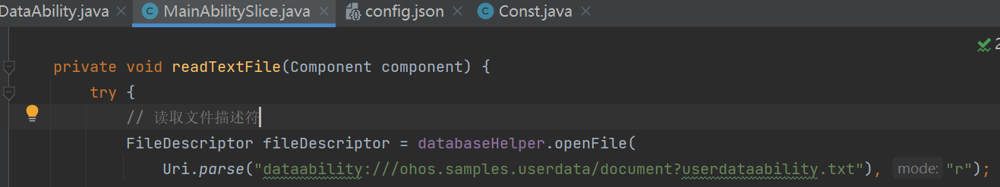 DataAbility.java × MainAbilitySlice.java × config.json × Const.java ×
private void readTextFile(Component component) {
try {
// 读取文件描述符
FileDescriptor fileDescriptor = databaseHelper.openFile(
Uri.parse("dataability:///ohos.samples.userdata/document?userdataability.txt"), mode: "r");